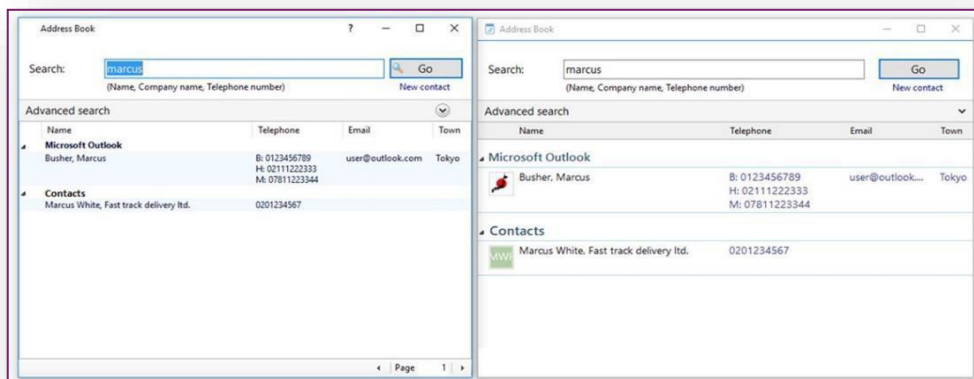 Address Book
?
Search: marcus Go
(Name, Company name, Telephone number) New contact
Advanced search
Name Telephone Email Town
Microsoft Outlook
Busher, Marcus B: 0123456789 user@outlook.com Tokyo
H: 02111222333
M: 07811223344
Contacts
Marcus White, Fast track delivery ltd. 0201234567
Page 1
Address Book
Search: marcus Go
(Name, Company name, Telephone number) New contact
Advanced search
Name Telephone Email Town
Microsoft Outlook
Busher, Marcus B: 0123456789 user@outlook.... Tokyo
H: 02111222333
M: 07811223344
Contacts
MWF Marcus White, Fast track delivery ltd. 0201234567